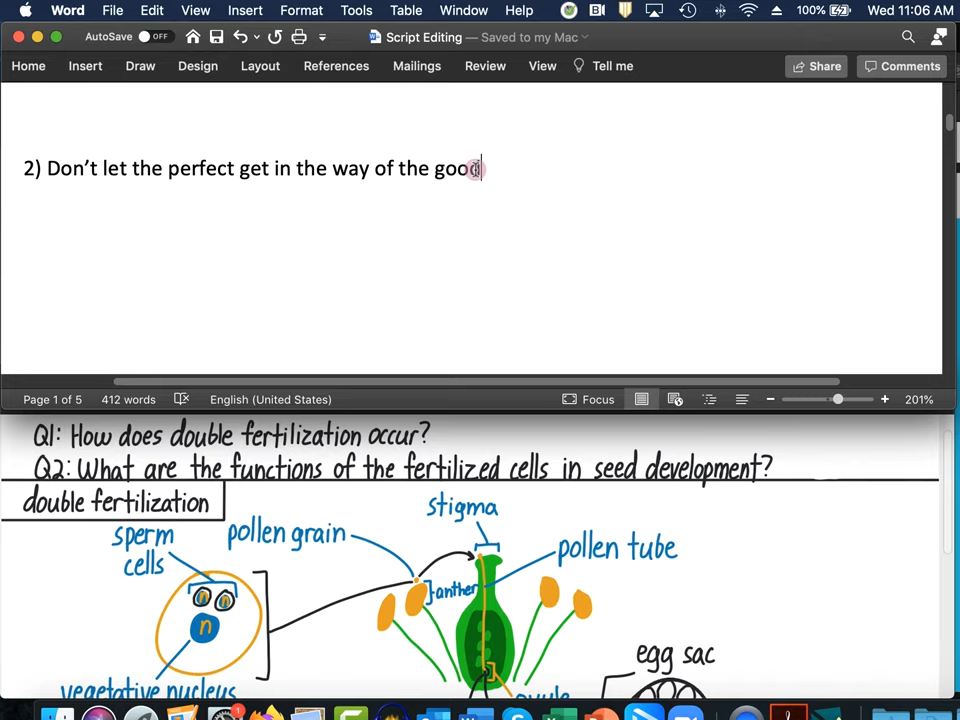 Word File Edit View Insert Format Tools Table Window Help 100% Wed 11:06 AM
AutoSave OFF Script Editing — Saved to my Mac
Home Insert Draw Design Layout References Mailings Review View Tell me Share Comments
2) Don't let the perfect get in the way of the good
Page 1 of 5 412 words English (United States) Focus 201%
Q1: How does double fertilization occur?
Q2: What are the functions of the fertilized cells in seed development?
double fertilization
stigma
sperm
cells
pollen grain
pollen tube
anther
n
n
n
egg sac
vegetative nucleus
ovule